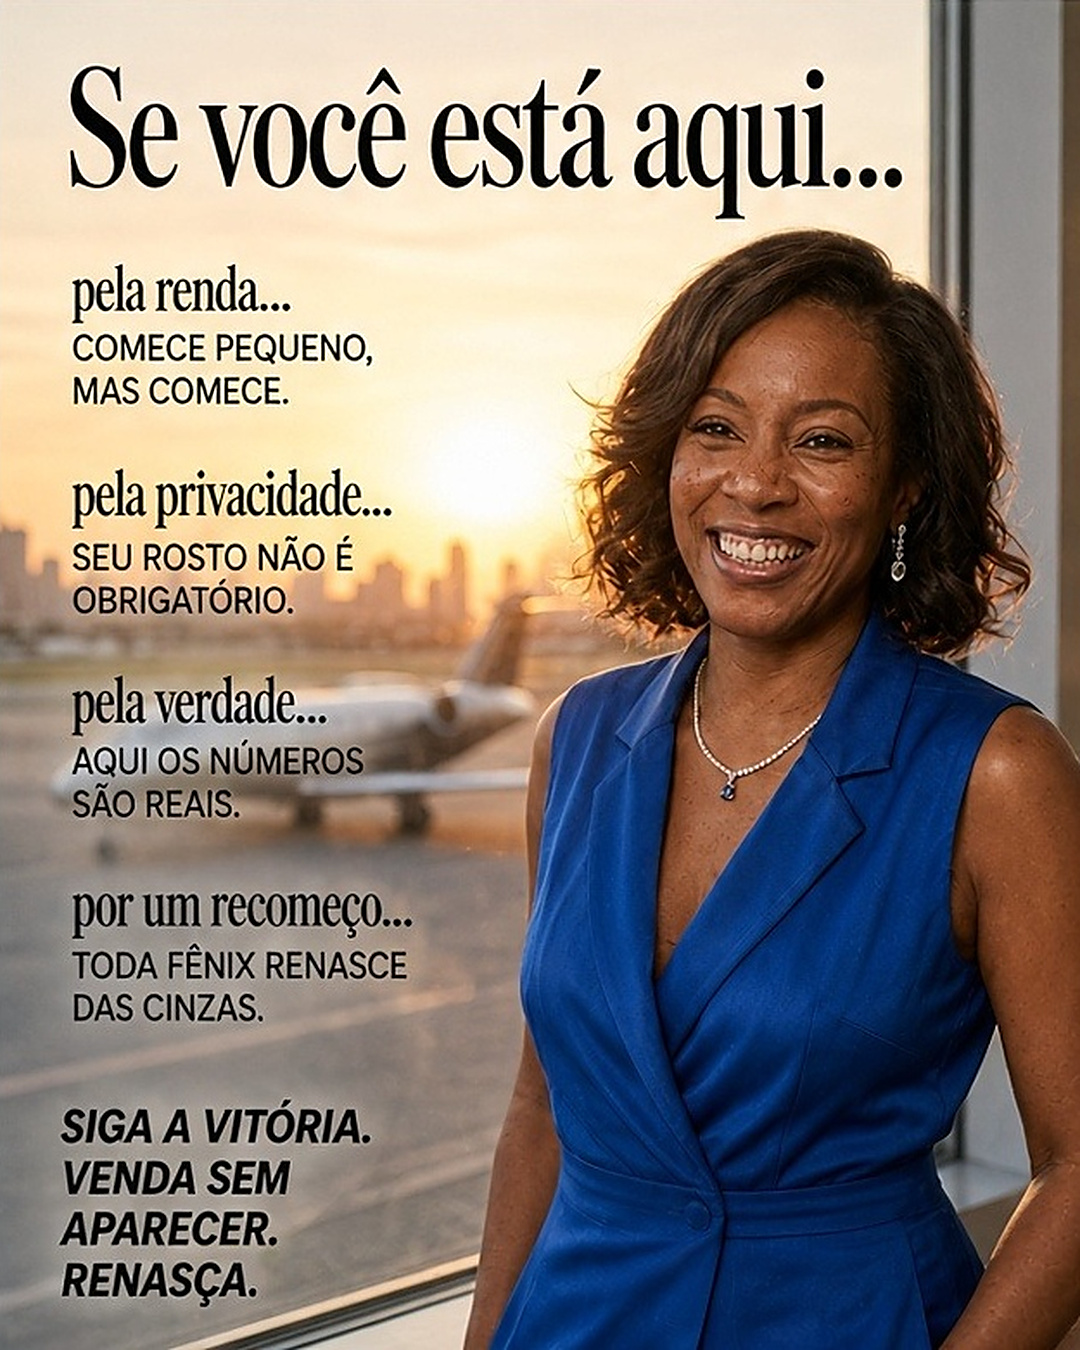 Se você está aqui...
pela renda...
COMECE PEQUENO,
MAS COMECE.
pela privacidade...
SEU ROSTO NÃO É
OBRIGATÓRIO.
pela verdade...
AQUI OS NÚMEROS
SÃO REAIS.
por um recomeço...
TODA FÊNIX RENASCE
DAS CINZAS.
SIGA A VITÓRIA.
VENDA SEM
APARECER.
RENASÇA.